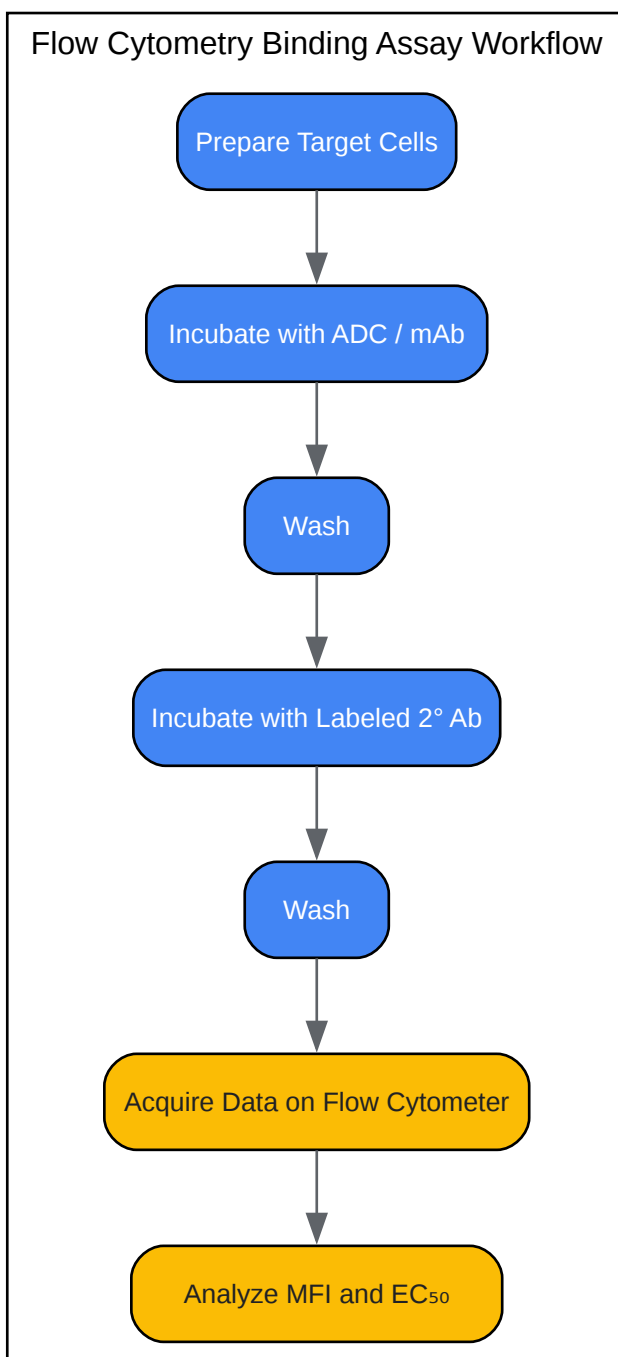 Flow Cytometry Binding Assay Workflow
Prepare Target Cells
Incubate with ADC / mAb
Wash
Incubate with Labeled 2° Ab
Wash
Acquire Data on Flow Cytometer
Analyze MFI and EC₅₀